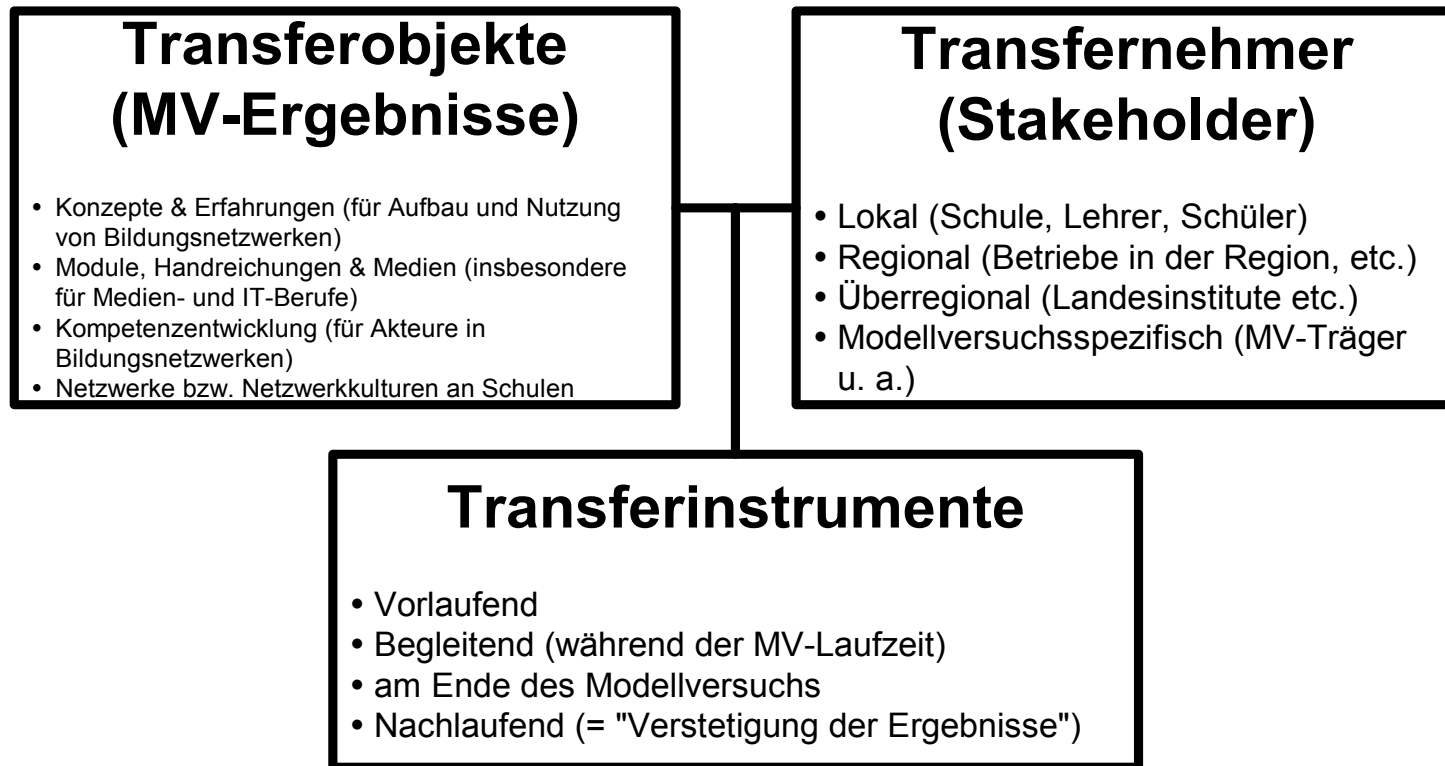 Transferobjekte
(MV-Ergebnisse)
• Konzepte & Erfahrungen (für Aufbau und Nutzung
von Bildungsnetzwerken)
• Module, Handreichungen & Medien (insbesondere
für Medien- und IT-Berufe)
• Kompetenzentwicklung (für Akteure in
Bildungsnetzwerken)
• Netzwerke bzw. Netzwerkkulturen an Schulen
Transfernehmer
(Stakeholder)
• Lokal (Schule, Lehrer, Schüler)
• Regional (Betriebe in der Region, etc.)
• Überregional (Landesinstitute etc.)
• Modellversuchsspezifisch (MV-Träger
u. a.)
Transferinstrumente
• Vorlaufend
• Begleitend (während der MV-Laufzeit)
• am Ende des Modellversuchs
• Nachlaufend (= "Verstetigung der Ergebnisse")